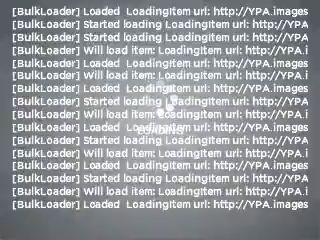 [BulkLoader] Loaded LoadingItem url: http://YPA.images
[BulkLoader] Started loading LoadingItem url: http://YPA
[BulkLoader] Loaded LoadingItem url: http://YPA.images
[BulkLoader] Will load item: LoadingItem url: http://YPA.i
[BulkLoader] Started loading LoadingItem url: http://YPA
[BulkLoader] Will load item: LoadingItem url: http://YPA.i
[BulkLoader] Loaded LoadingItem url: http://YPA.images
[BulkLoader] Started loading LoadingItem url: http://YPA
[BulkLoader] Will load item: LoadingItem url: http://YPA.i
[BulkLoader] Loaded LoadingItem url: http://YPA.images
Loading
[BulkLoader] Started loading LoadingItem url: http://YPA
[BulkLoader] Will load item: LoadingItem url: http://YPA.i
[BulkLoader] Loaded LoadingItem url: http://YPA.images
[BulkLoader] Started loading LoadingItem url: http://YPA
[BulkLoader] Will load item: LoadingItem url: http://YPA.i
[BulkLoader] Loaded LoadingItem url: http://YPA.images